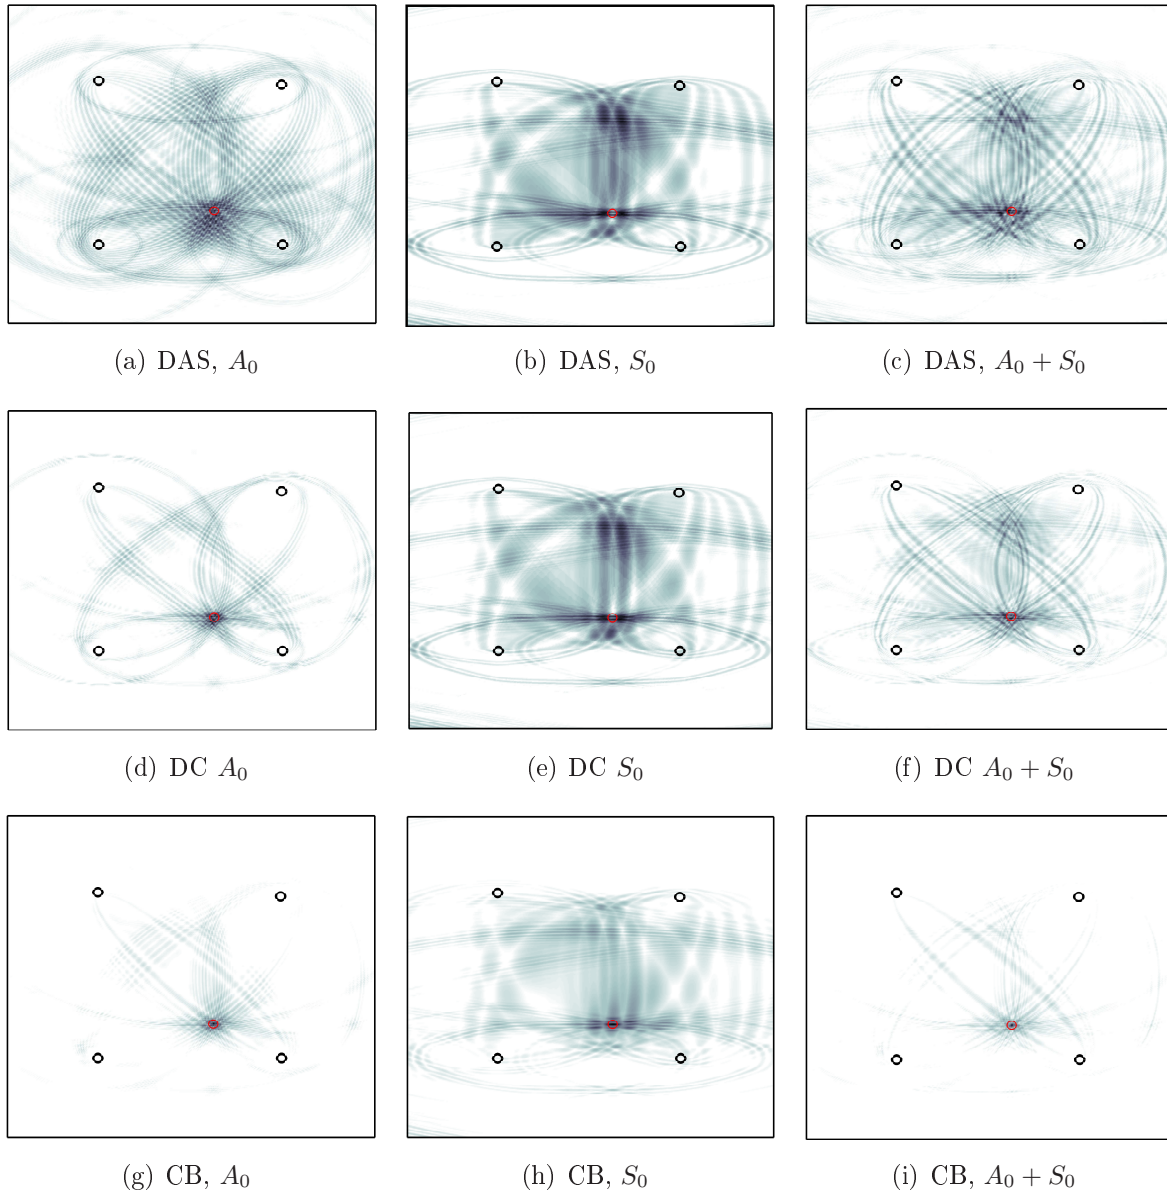 (a) DAS, A₀
(b) DAS, S₀
(c) DAS, A₀ + S₀
(d) DC A₀
(e) DC S₀
(f) DC A₀ + S₀
(g) CB, A₀
(h) CB, S₀
(i) CB, A₀ + S₀